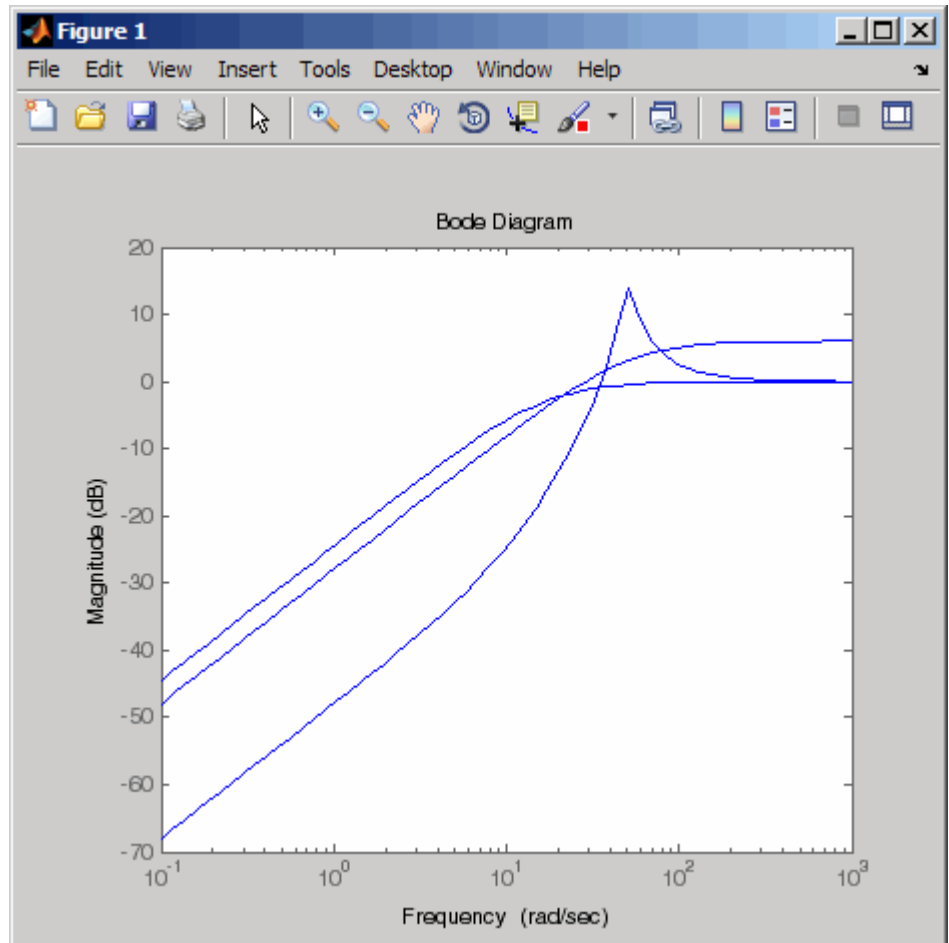 Figure 1
File Edit View Insert Tools Desktop Window Help
Bode Diagram
20
10
0
-10
-20
-30
-40
-50
-60
-70
Magnitude (dB)
10^-1 10^0 10^1 10^2 10^3
Frequency (rad/sec)